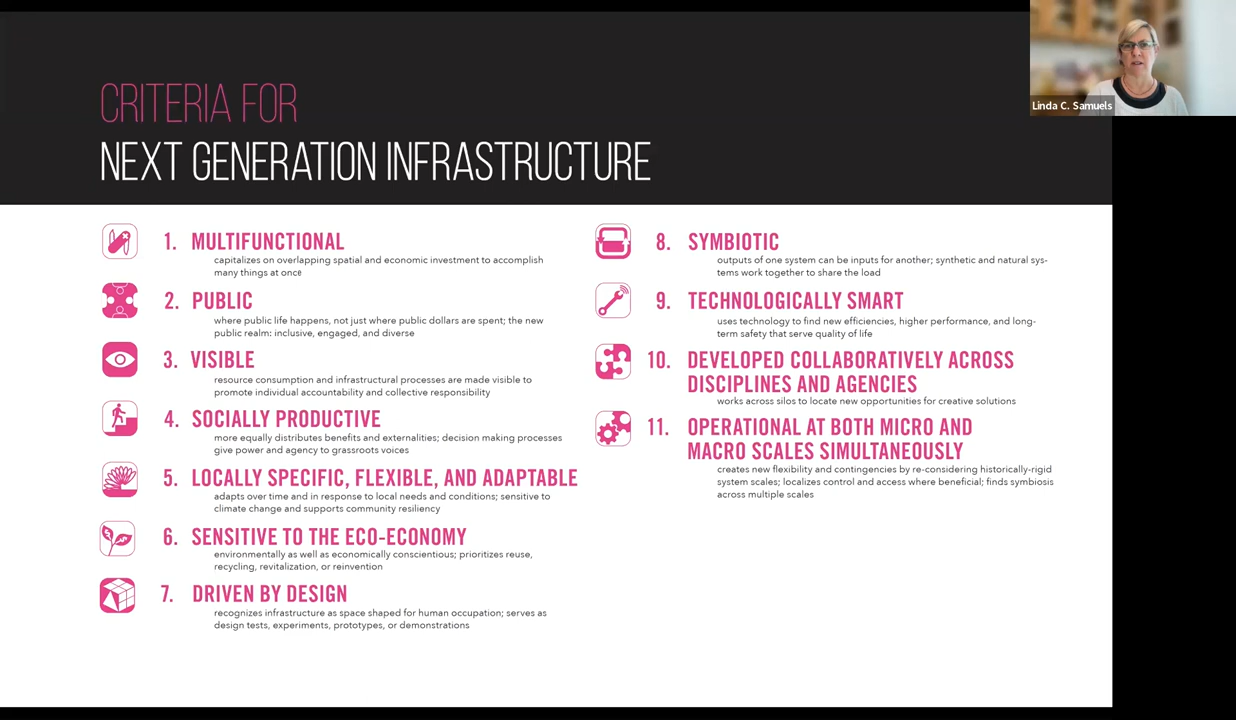 CRITERIA FOR
NEXT GENERATION INFRASTRUCTURE
Linda C. Samuels
1. MULTIFUNCTIONAL
capitalizes on overlapping spatial and economic investment to accomplish
many things at once
2. PUBLIC
where public life happens, not just where public dollars are spent; the new
public realm: inclusive, engaged, and diverse
3. VISIBLE
resource consumption and infrastructural processes are made visible to
promote individual accountability and collective responsibility
4. SOCIALLY PRODUCTIVE
more equally distributes benefits and externalities; decision making processes
give power and agency to grassroots voices
5. LOCALLY SPECIFIC, FLEXIBLE, AND ADAPTABLE
adapts over time and in response to local needs and conditions; sensitive to
climate change and supports community resiliency
6. SENSITIVE TO THE ECO-ECONOMY
environmentally as well as economically conscientious; prioritizes reuse,
recycling, revitalization, or reinvention
7. DRIVEN BY DESIGN
recognizes infrastructure as space shaped for human occupation; serves as
design tests, experiments, prototypes, or demonstrations
8. SYMBIOTIC
outputs of one system can be inputs for another; synthetic and natural sys-
tems work together to share the load
9. TECHNOLOGICALLY SMART
uses technology to find new efficiencies, higher performance, and long-
term safety that serve quality of life
10. DEVELOPED COLLABORATIVELY ACROSS
DISCIPLINES AND AGENCIES
works across silos to locate new opportunities for creative solutions
11. OPERATIONAL AT BOTH MICRO AND
MACRO SCALES SIMULTANEOUSLY
creates new flexibility and contingencies by re-considering historically-rigid
system scales; localizes control and access where beneficial; finds symbiosis
across multiple scales